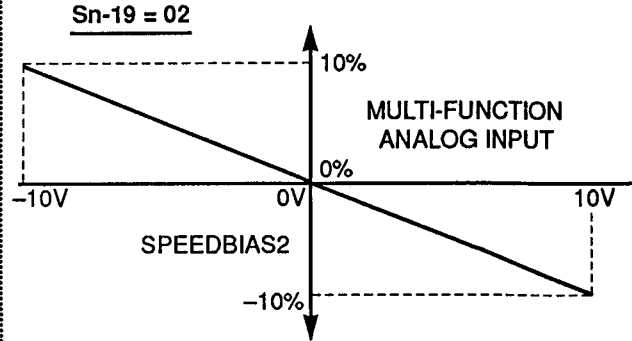 Sn-19 = 02
10%
MULTI-FUNCTION
ANALOG INPUT
0%
–10V
0V
10V
SPEEDBIAS2
–10%